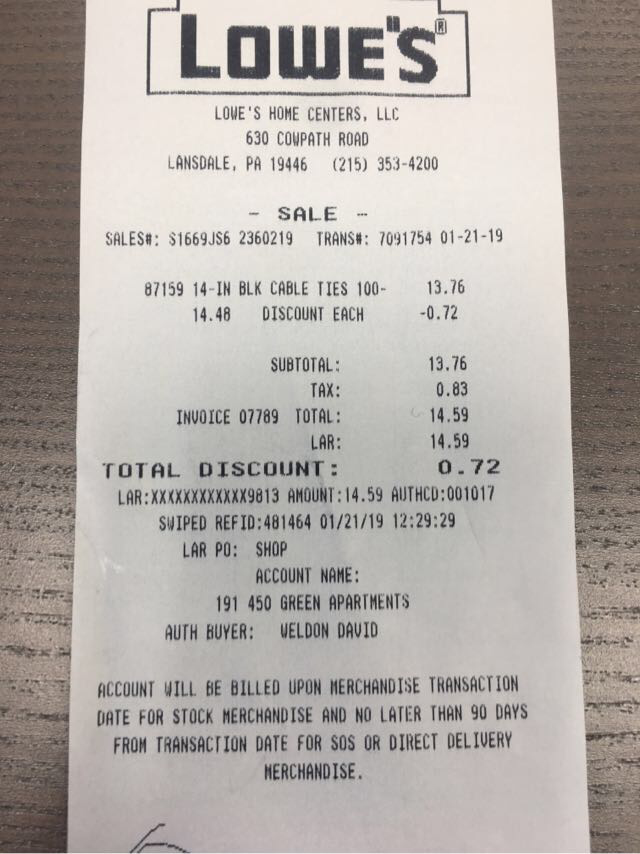 LOWE'S®
LOWE'S HOME CENTERS, LLC
630 COWPATH ROAD
LANSDALE, PA 19446 (215) 353-4200
- SALE -
SALES#: S1669JS6 2360219 TRANS#: 7091754 01-21-19
87159 14-IN BLK CABLE TIES 100- 13.76
14.48 DISCOUNT EACH -0.72
SUBTOTAL: 13.76
TAX: 0.83
INVOICE 07789 TOTAL: 14.59
LAR: 14.59
TOTAL DISCOUNT: 0.72
LAR:XXXXXXXXXXXX9813 AMOUNT:14.59 AUTHCD:001017
SWIPED REFID:481464 01/21/19 12:29:29
LAR PO: SHOP
ACCOUNT NAME:
191 450 GREEN APARTMENTS
AUTH BUYER: WELDON DAVID
ACCOUNT WILL BE BILLED UPON MERCHANDISE TRANSACTION
DATE FOR STOCK MERCHANDISE AND NO LATER THAN 90 DAYS
FROM TRANSACTION DATE FOR SOS OR DIRECT DELIVERY
MERCHANDISE.